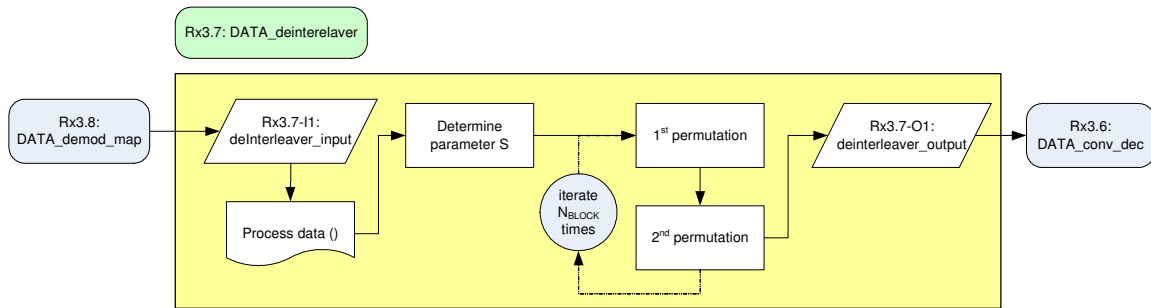 Rx3.7: DATA_deinterelaver
Rx3.8:
DATA_demod_map
Rx3.7-I1:
deInterleaver_input
Process data ()
Determine
parameter S
iterate
NBLOCK
times
1st permutation
2nd permutation
Rx3.7-O1:
deinterleaver_output
Rx3.6:
DATA_conv_dec